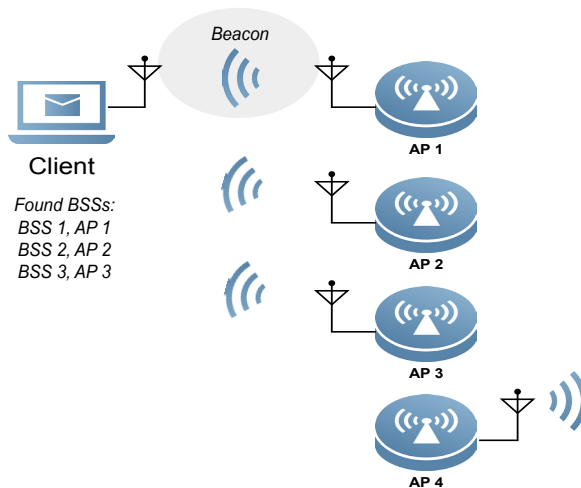 Beacon
AP 1
Client
Found BSSs:
BSS 1, AP 1
BSS 2, AP 2
BSS 3, AP 3
AP 2
AP 3
AP 4